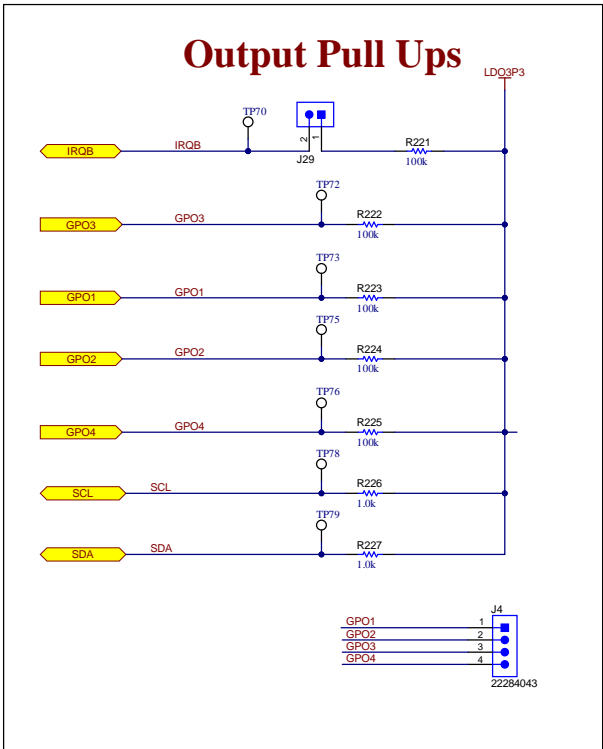 Output Pull Ups
LDO3P3
TP70
IRQB
IRQB
2
1
J29
R221
100k
TP72
GPO3
GPO3
R222
100k
TP73
GPO1
GPO1
R223
100k
TP75
GPO2
GPO2
R224
100k
TP76
GPO4
GPO4
R225
100k
TP78
SCL
SCL
R226
1.0k
TP79
SDA
SDA
R227
1.0k
J4
GPO1 1
GPO2 2
GPO3 3
GPO4 4
22284043